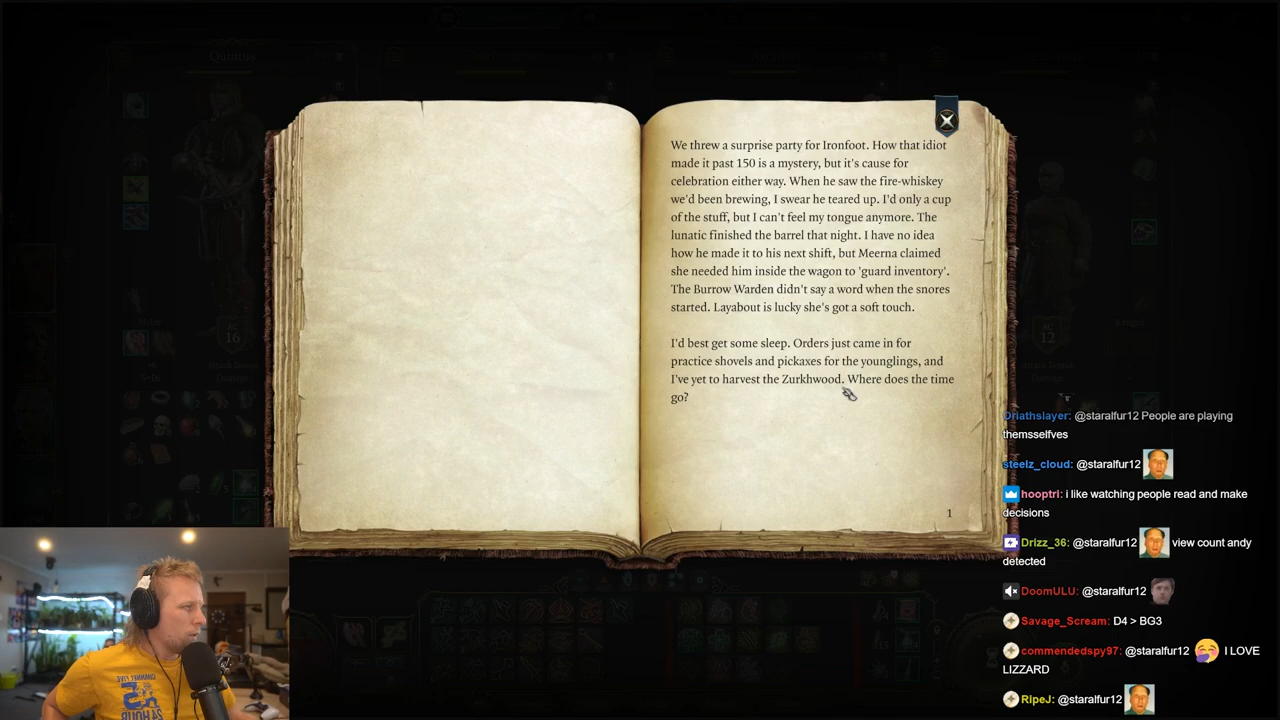 We threw a surprise party for Ironfoot. How that idiot
made it past 150 is a mystery, but it's cause for
celebration either way. When he saw the fire-whiskey
we'd been brewing, I swear he teared up. I'd only a cup
of the stuff, but I can't feel my tongue anymore. The
lunatic finished the barrel that night. I have no idea
how he made it to his next shift, but Meerna claimed
she needed him inside the wagon to 'guard inventory'.
The Burrow Warden didn't say a word when the snores
started. Layabout is lucky she's got a soft touch.
I'd best get some sleep. Orders just came in for
practice shovels and pickaxes for the younglings, and
I've yet to harvest the Zurkhwood. Where does the time
go?
1
Quintus
16
12
Driathslayer: @staralfur12 People are playing
themsselfves
steelz_cloud: @staralfur12
hooptri: i like watching people read and make
decisions
Drizz_36: @staralfur12 view count andy
detected
DoomULU: @staralfur12
Savage_Scream: D4 > BG3
commendedspy97: @staralfur12 I LOVE
LIZZARD
RipeJ: @staralfur12